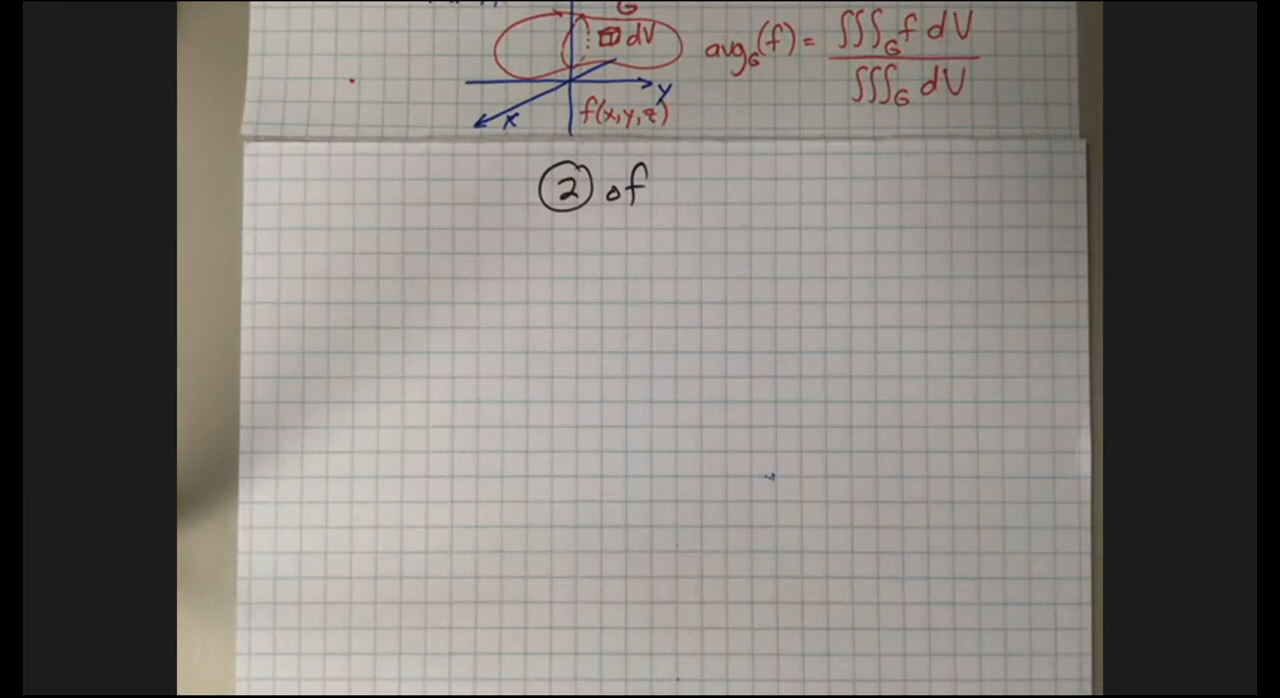 G
dV
avg_G(f) = ∭_G f dV / ∭_G dV
y
x
f(x,y,z)
② of